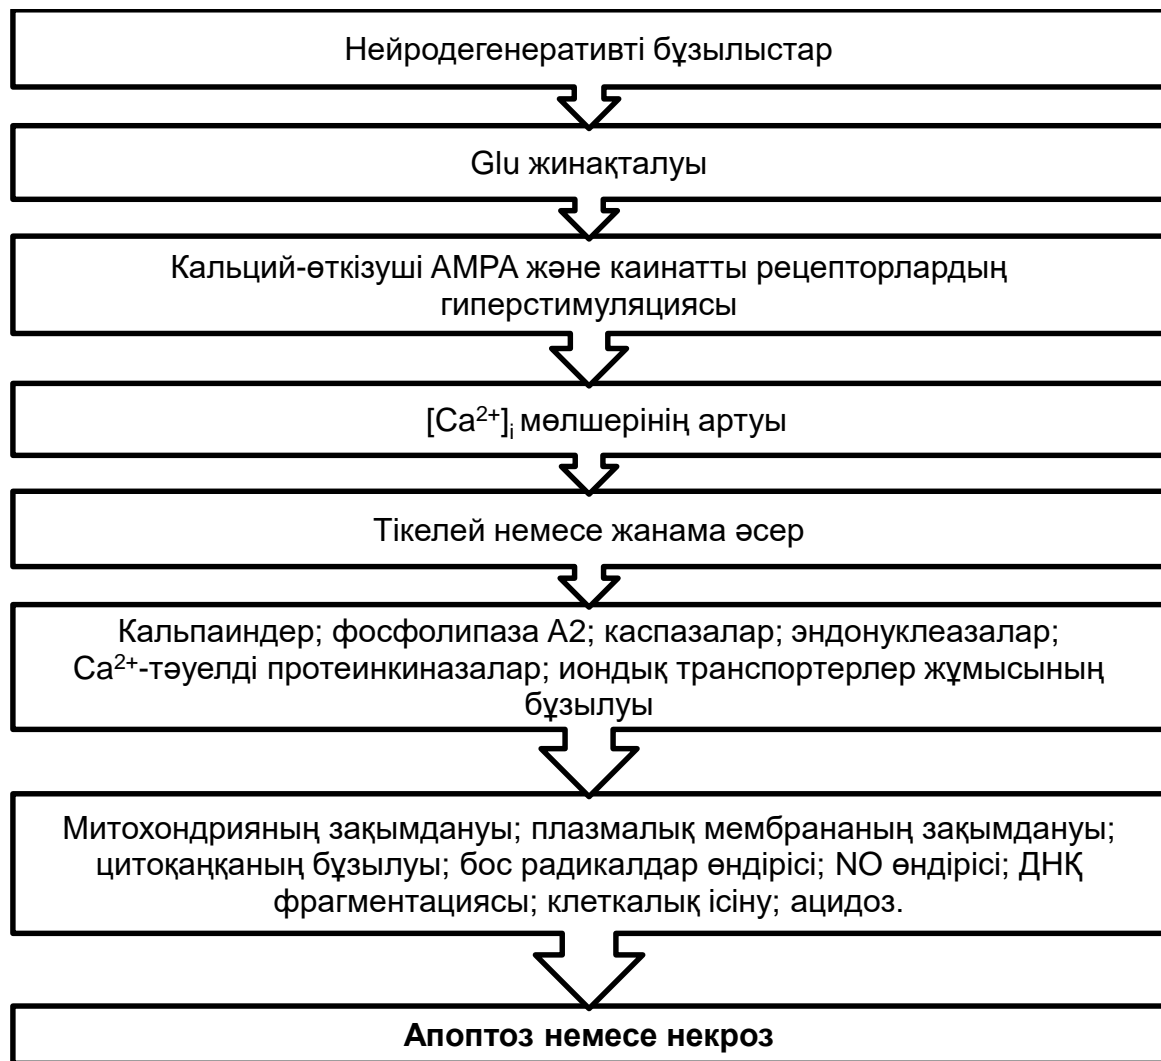 Нейродегенеративті бұзылыстар
Glu жинақталуы
Кальций-өткізуші AMPA және каинатты рецепторлардың
гиперстимуляциясы
[Ca²⁺]ᵢ мөлшерінің артуы
Тікелей немесе жанама әсер
Кальпаиндер; фосфолипаза А2; каспазалар; эндонуклеазалар;
Ca²⁺-тәуелді протеинкиназалар; иондық транспортерлер жұмысының
бұзылуы
Митохондрияның зақымдануы; плазмалық мембрананың зақымдануы;
цитоқаңқаның бұзылуы; бос радикалдар өндірісі; NO өндірісі; ДНҚ
фрагментациясы; клеткалық ісіну; ацидоз.
Апоптоз немесе некроз